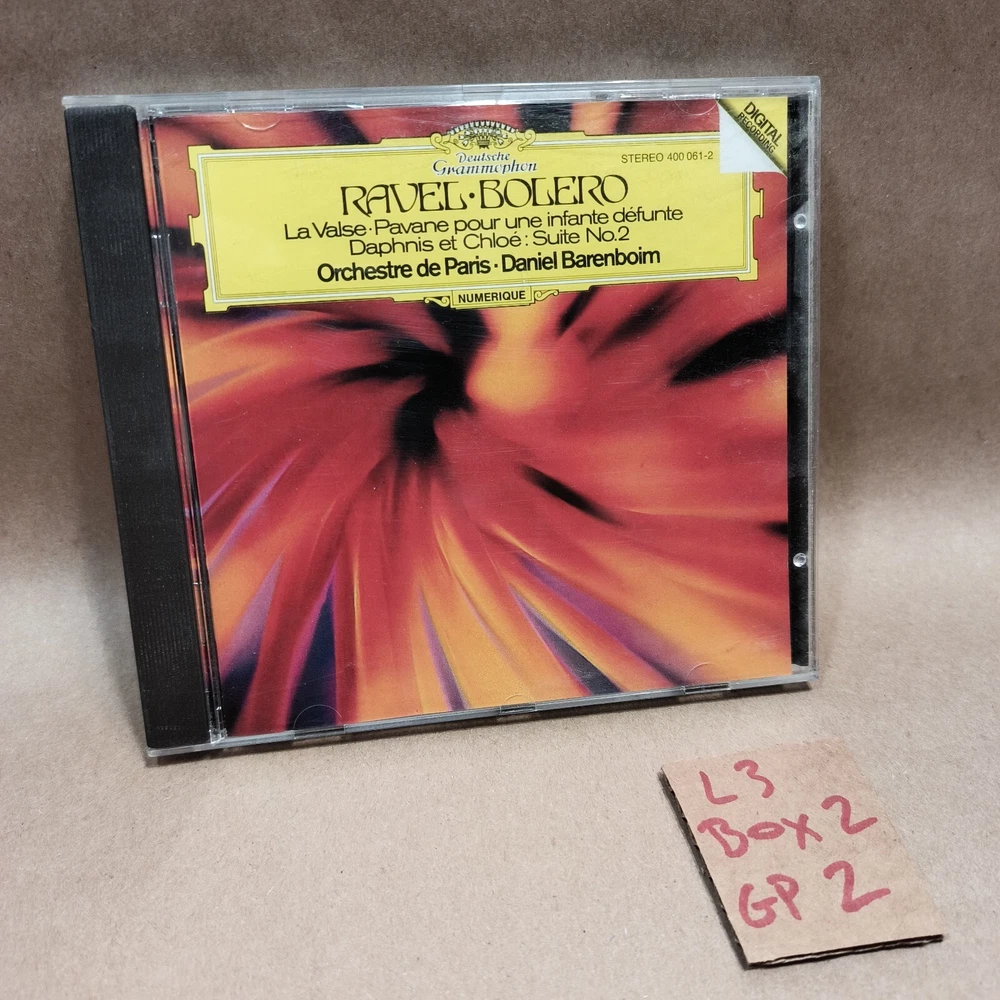 DIGITAL
RECORDING
Deutsche
Grammophon
STEREO 400 061-2
RAVEL·BOLERO
La Valse·Pavane pour une infante défunte
Daphnis et Chloé: Suite No.2
Orchestre de Paris·Daniel Barenboim
NUMERIQUE
L 3
BOX 2
GP 2